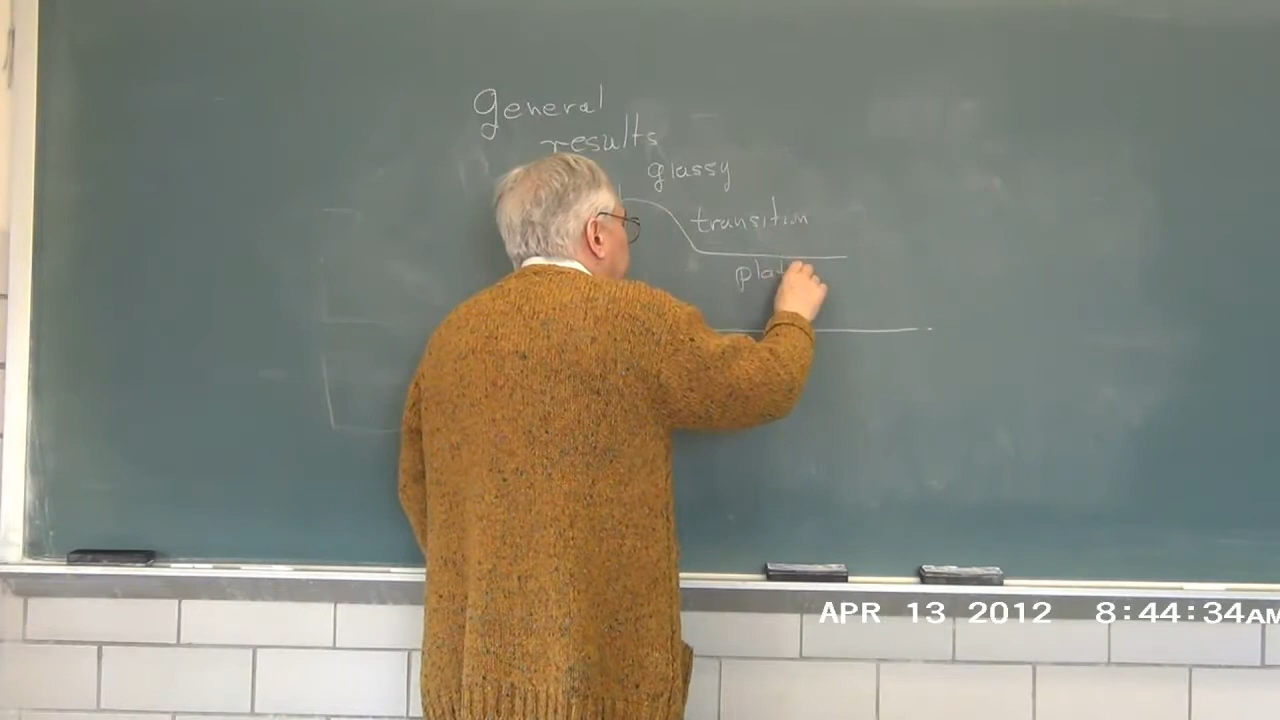 General
results
glassy
transition
plat
APR 13 2012 8:44:34AM